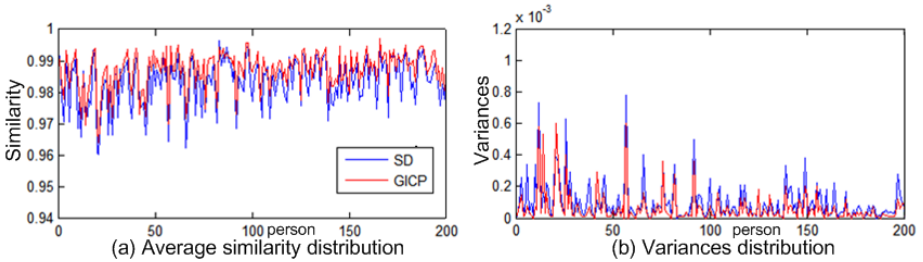 1
0.99
0.98
0.97
0.96
0.95
0.94
Similarity
SD
GICP
0 50 100 150 200
person
(a) Average similarity distribution
1.2 × 10⁻³
1
0.8
0.6
0.4
0.2
0
Variances
0 50 100 150 200
person
(b) Variances distribution